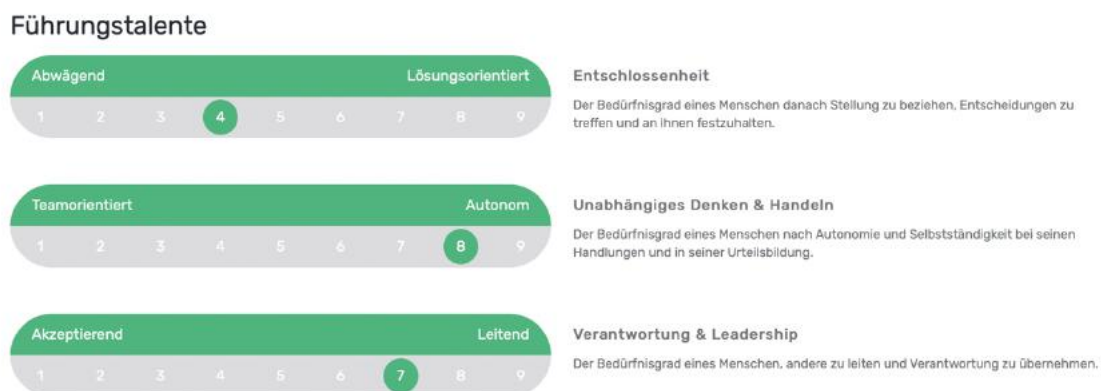 Führungstalente
Abwägend Lösungsorientiert
1 2 3 4 5 6 7 8 9
Entschlossenheit
Der Bedürfnisgrad eines Menschen danach Stellung zu beziehen, Entscheidungen zu
treffen und an ihnen festzuhalten.
Teamorientiert Autonom
1 2 3 4 5 6 7 8 9
Unabhängiges Denken & Handeln
Der Bedürfnisgrad eines Menschen nach Autonomie und Selbstständigkeit bei seinen
Handlungen und in seiner Urteilsbildung.
Akzeptierend Leitend
1 2 3 4 5 6 7 8 9
Verantwortung & Leadership
Der Bedürfnisgrad eines Menschen, andere zu leiten und Verantwortung zu übernehmen.